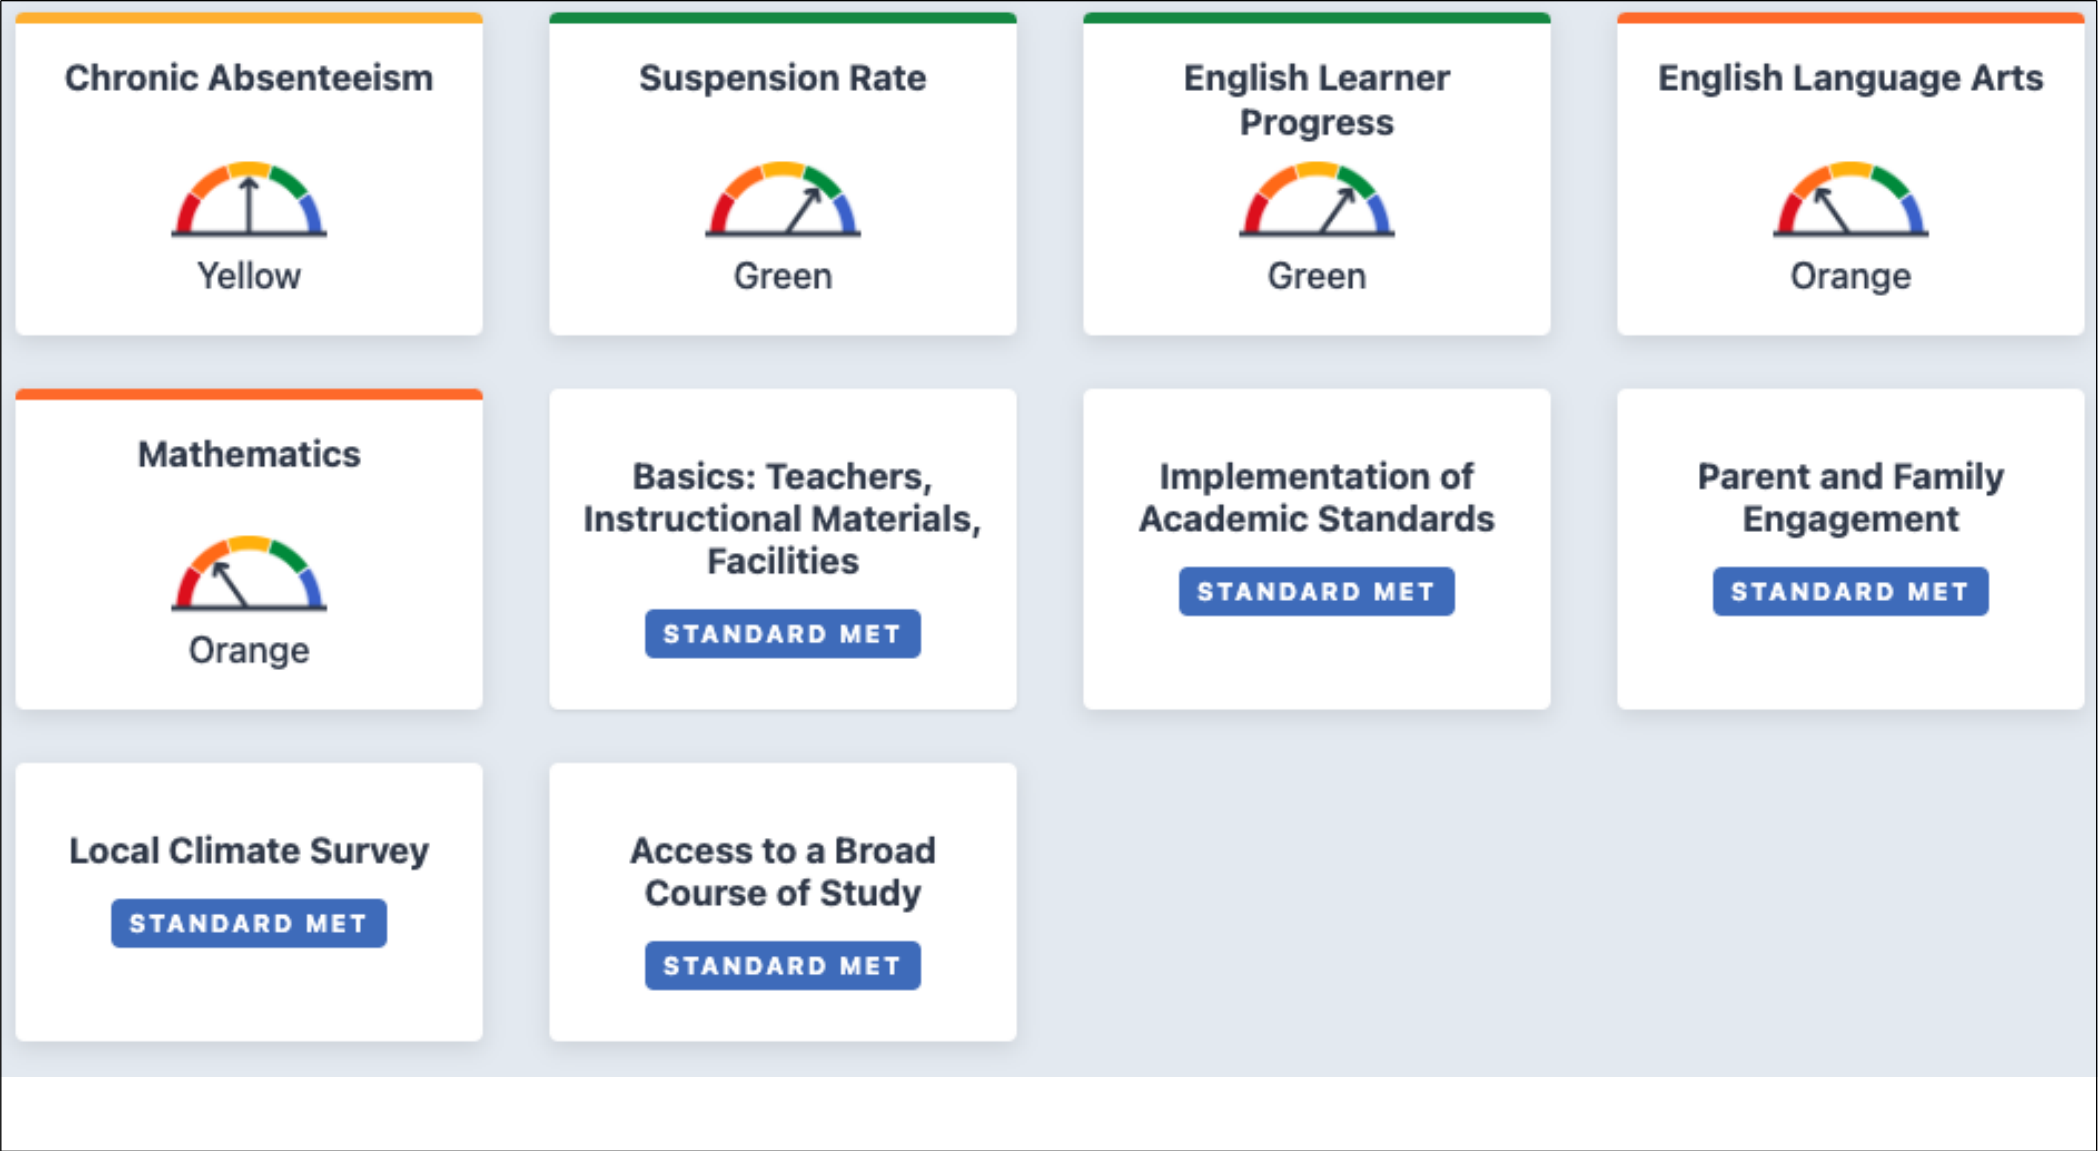 Chronic Absenteeism
Yellow
Suspension Rate
Green
English Learner
Progress
Green
English Language Arts
Orange
Mathematics
Orange
Basics: Teachers,
Instructional Materials,
Facilities
STANDARD MET
Implementation of
Academic Standards
STANDARD MET
Parent and Family
Engagement
STANDARD MET
Local Climate Survey
STANDARD MET
Access to a Broad
Course of Study
STANDARD MET